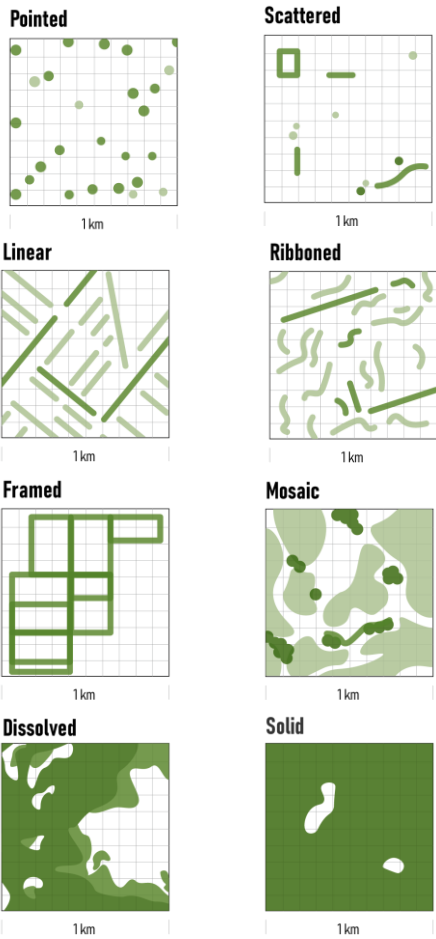 Pointed
Scattered
1 km
1 km
Linear
Ribboned
1 km
1 km
Framed
Mosaic
1 km
1 km
Dissolved
Solid
1 km
1 km